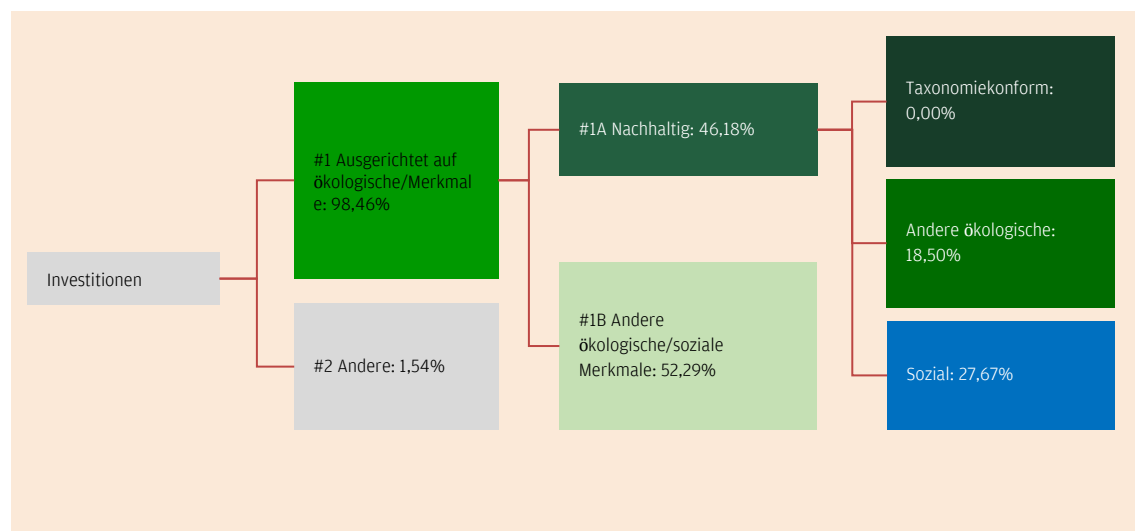 Investitionen
#1 Ausgerichtet auf
ökologische/Merkmal
e: 98,46%
#2 Andere: 1,54%
#1A Nachhaltig: 46,18%
#1B Andere
ökologische/soziale
Merkmale: 52,29%
Taxonomiekonform:
0,00%
Andere ökologische:
18,50%
Sozial: 27,67%